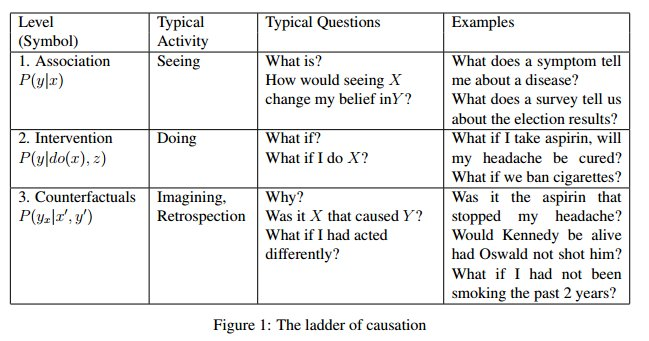 Level
(Symbol)
Typical
Activity
Typical Questions
Examples
1. Association
P(y|x)
Seeing
What is?
How would seeing X
change my belief inY?
What does a symptom tell
me about a disease?
What does a survey tell us
about the election results?
2. Intervention
P(y|do(x), z)
Doing
What if?
What if I do X?
What if I take aspirin, will
my headache be cured?
What if we ban cigarettes?
3. Counterfactuals
P(yₓ|x′, y′)
Imagining,
Retrospection
Why?
Was it X that caused Y?
What if I had acted
differently?
Was it the aspirin that
stopped my headache?
Would Kennedy be alive
had Oswald not shot him?
What if I had not been
smoking the past 2 years?
Figure 1: The ladder of causation